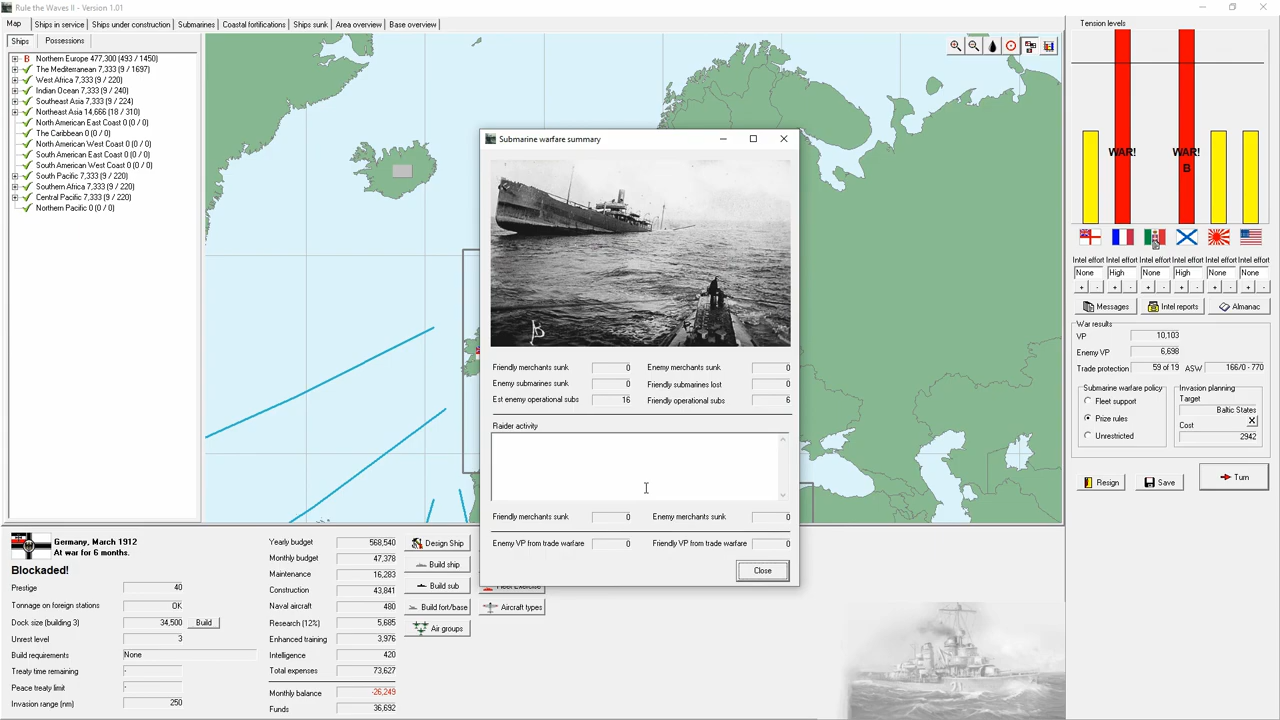 Rule the Waves II - Version 1.01
Map
Ships in service
Ships under construction
Submarines
Coastal fortifications
Ships sunk
Area overview
Base overview
Ships
Possessions
B Northern Europe 477,300 (493 / 1450)
The Mediterranean 7,333 (9 / 1697)
West Africa 7,333 (9 / 220)
Indian Ocean 7,333 (9 / 240)
Southeast Asia 7,333 (9 / 224)
Northeast Asia 14,666 (18 / 310)
North American East Coast 0 (0 / 0)
The Caribbean 0 (0 / 0)
North American West Coast 0 (0 / 0)
South American East Coast 0 (0 / 0)
South American West Coast 0 (0 / 0)
South Pacific 7,333 (9 / 220)
Southern Africa 7,333 (9 / 220)
Central Pacific 7,333 (9 / 220)
Northern Pacific 0 (0 / 0)
Submarine warfare summary
B
Friendly merchants sunk 0
Enemy merchants sunk 0
Enemy submarines sunk 0
Friendly submarines lost 0
Est enemy operational subs 16
Friendly operational subs 6
Raider activity
Friendly merchants sunk 0
Enemy merchants sunk 0
Enemy VP from trade warfare 0
Friendly VP from trade warfare 0
Close
Tension levels
WAR!
WAR!
B
Intel effort Intel effort Intel effort Intel effort Intel effort Intel effort
None High None High None None
+ - + - + - + - + - + -
Messages
Intel reports
Almanac
War results
VP 10,103
Enemy VP 6,698
Trade protection 59 of 19 ASW 166/0 - 770
Submarine warfare policy
Fleet support
Prize rules
Unrestricted
Invasion planning
Target
Baltic States
Cost
2942
Resign
Save
Turn
Germany, March 1912
At war for 6 months.
Blockaded!
Prestige 40
Tonnage on foreign stations OK
Dock size (building 3) 34,500 Build
Unrest level 3
Build requirements None
Treaty time remaining -
Peace treaty limit -
Invasion range (nm) 250
Yearly budget 568,540
Monthly budget 47,378
Maintenance 16,283
Construction 43,841
Naval aircraft 480
Research (12%) 5,685
Enhanced training 3,976
Intelligence 420
Total expenses 73,627
Monthly balance -26,249
Funds 36,692
Design Ship
Build ship
Build sub
Build fort/base
Air groups
Fleet Exercise
Aircraft types